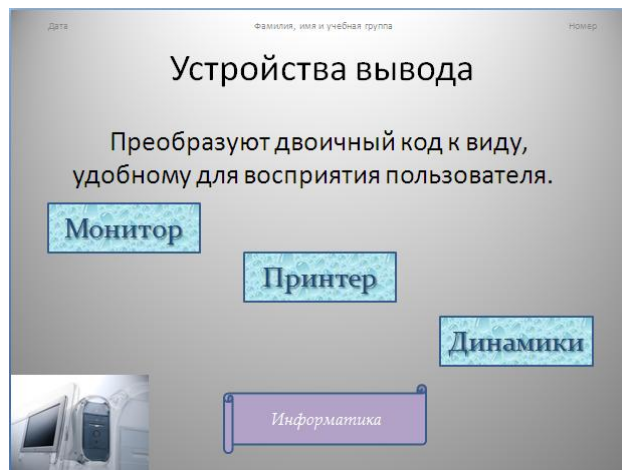 Дата Фамилия, имя и учебная группа Номер
Устройства вывода
Преобразуют двоичный код к виду,
удобному для восприятия пользователя.
Монитор
Принтер
Динамики
Информатика